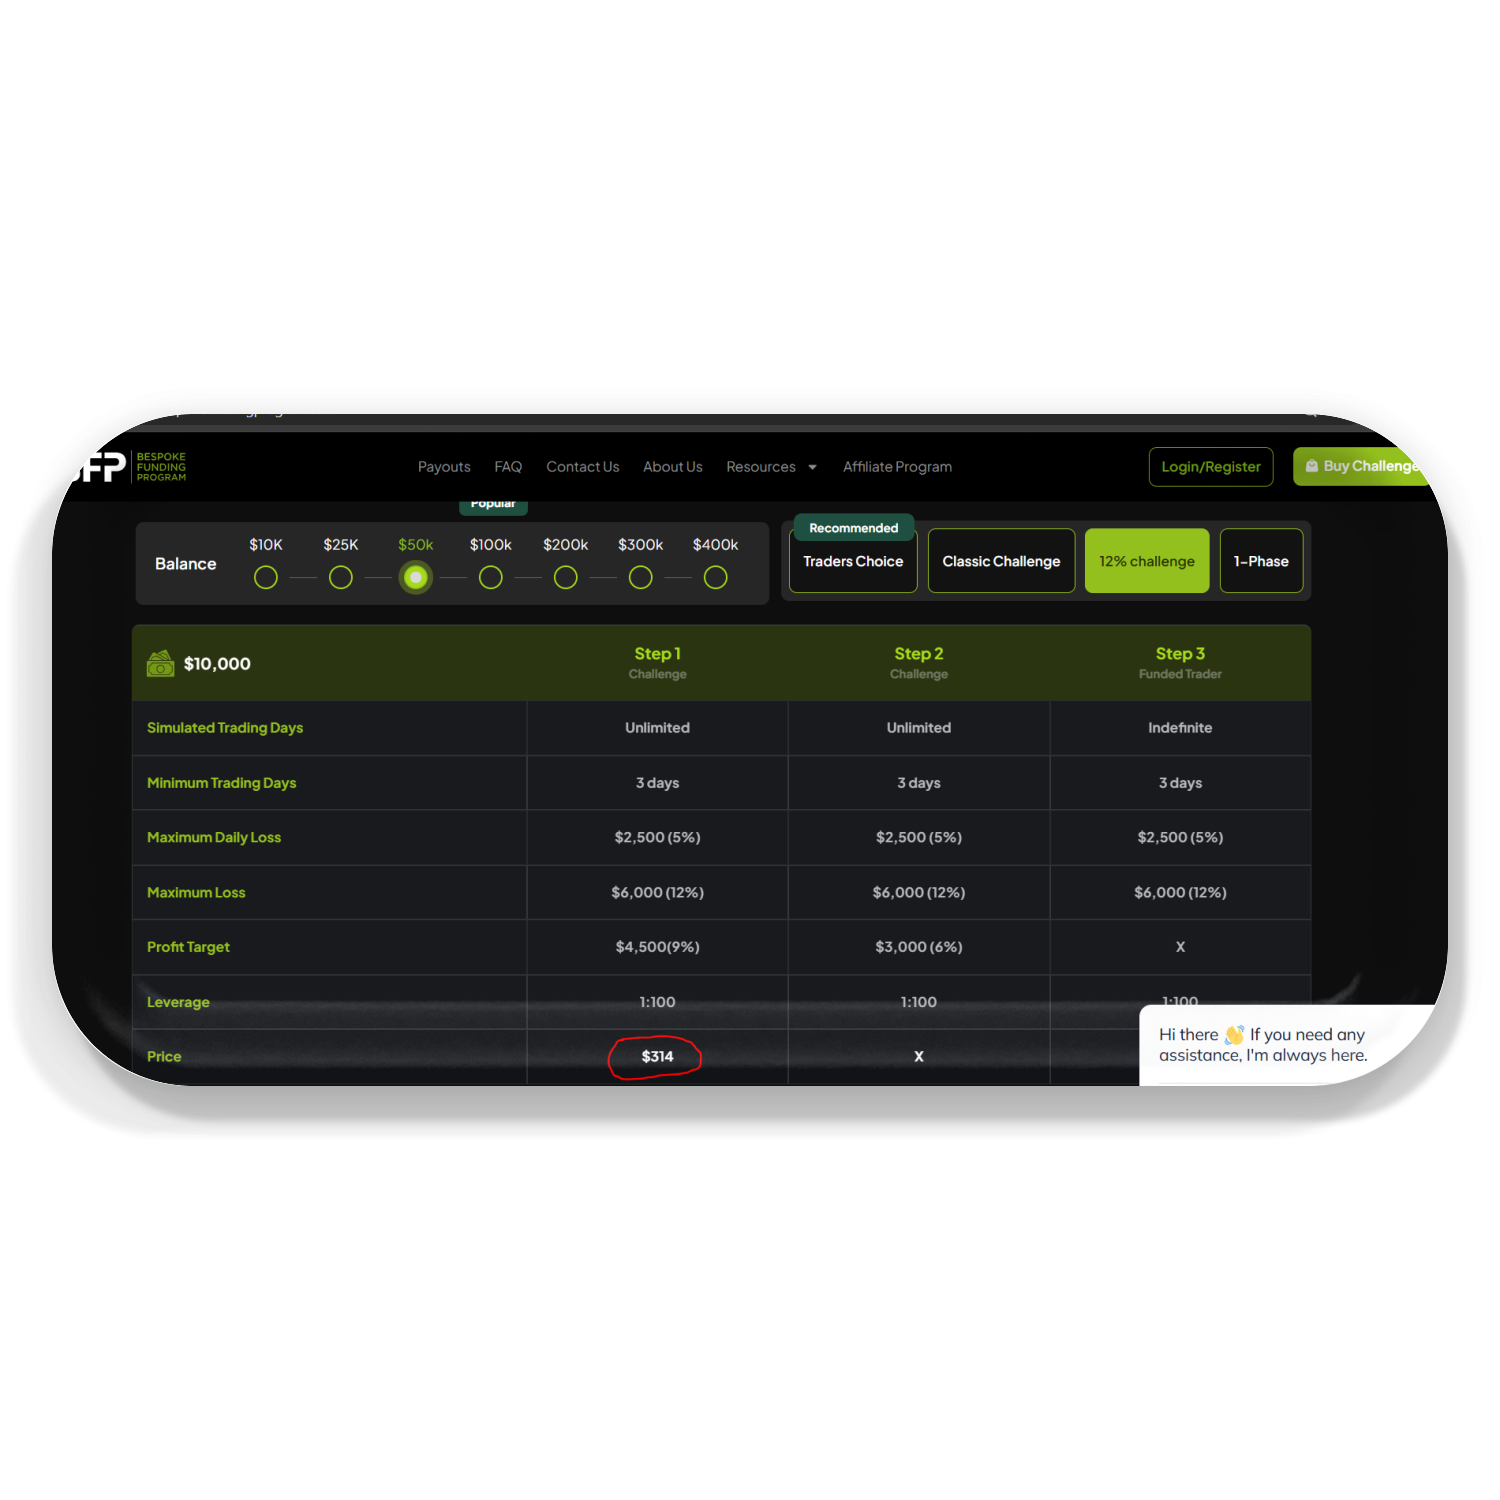 FP BESPOKE
FUNDING
PROGRAM
Payouts FAQ Contact Us About Us Resources Affiliate Program Login/Register Buy Challenge
Popular
Balance $10K $25K $50k $100k $200k $300k $400k
Recommended
Traders Choice Classic Challenge 12% challenge 1-Phase
$10,000 Step 1 Step 2 Step 3
Challenge Challenge Funded Trader
Simulated Trading Days Unlimited Unlimited Indefinite
Minimum Trading Days 3 days 3 days 3 days
Maximum Daily Loss $2,500 (5%) $2,500 (5%) $2,500 (5%)
Maximum Loss $6,000 (12%) $6,000 (12%) $6,000 (12%)
Profit Target $4,500(9%) $3,000 (6%) X
Leverage 1:100 1:100 1:100
Price $314 X
Hi there 👋 If you need any
assistance, I'm always here.